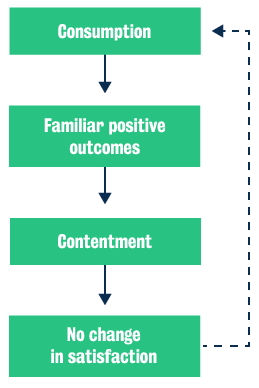 Consumption
Familiar positive
outcomes
Contentment
No change
in satisfaction